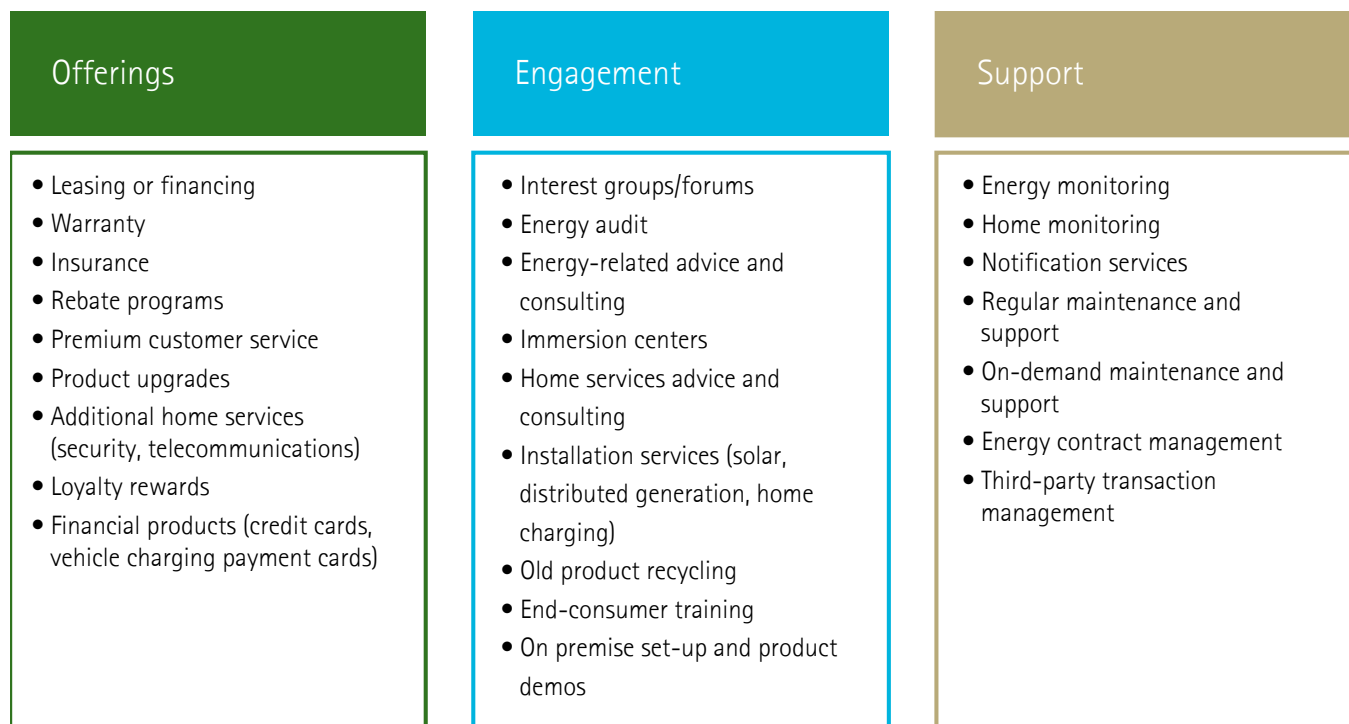 Offerings
• Leasing or financing
• Warranty
• Insurance
• Rebate programs
• Premium customer service
• Product upgrades
• Additional home services
(security, telecommunications)
• Loyalty rewards
• Financial products (credit cards,
vehicle charging payment cards)
Engagement
• Interest groups/forums
• Energy audit
• Energy-related advice and
consulting
• Immersion centers
• Home services advice and
consulting
• Installation services (solar,
distributed generation, home
charging)
• Old product recycling
• End-consumer training
• On premise set-up and product
demos
Support
• Energy monitoring
• Home monitoring
• Notification services
• Regular maintenance and
support
• On-demand maintenance and
support
• Energy contract management
• Third-party transaction
management